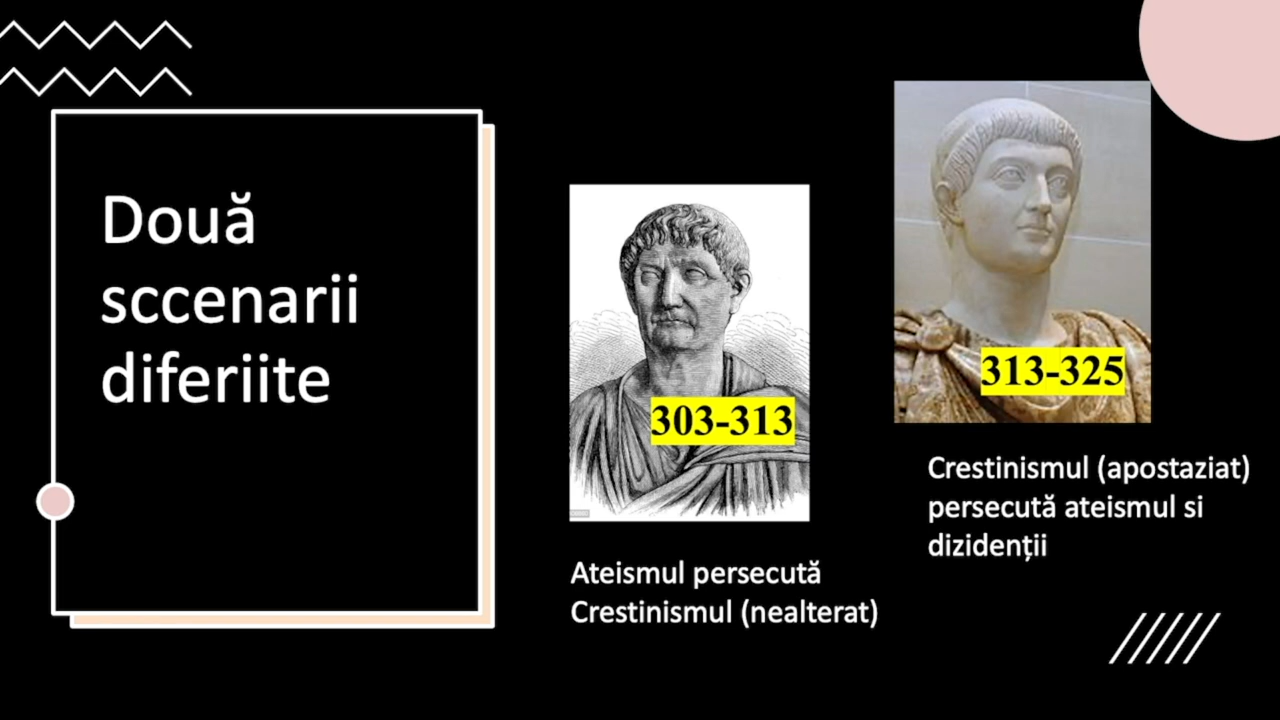 Două
sccenarii
diferiite
303-313
Ateismul persecută
Crestinismul (nealterat)
313-325
Crestinismul (apostaziat)
persecută ateismul si
dizidenții